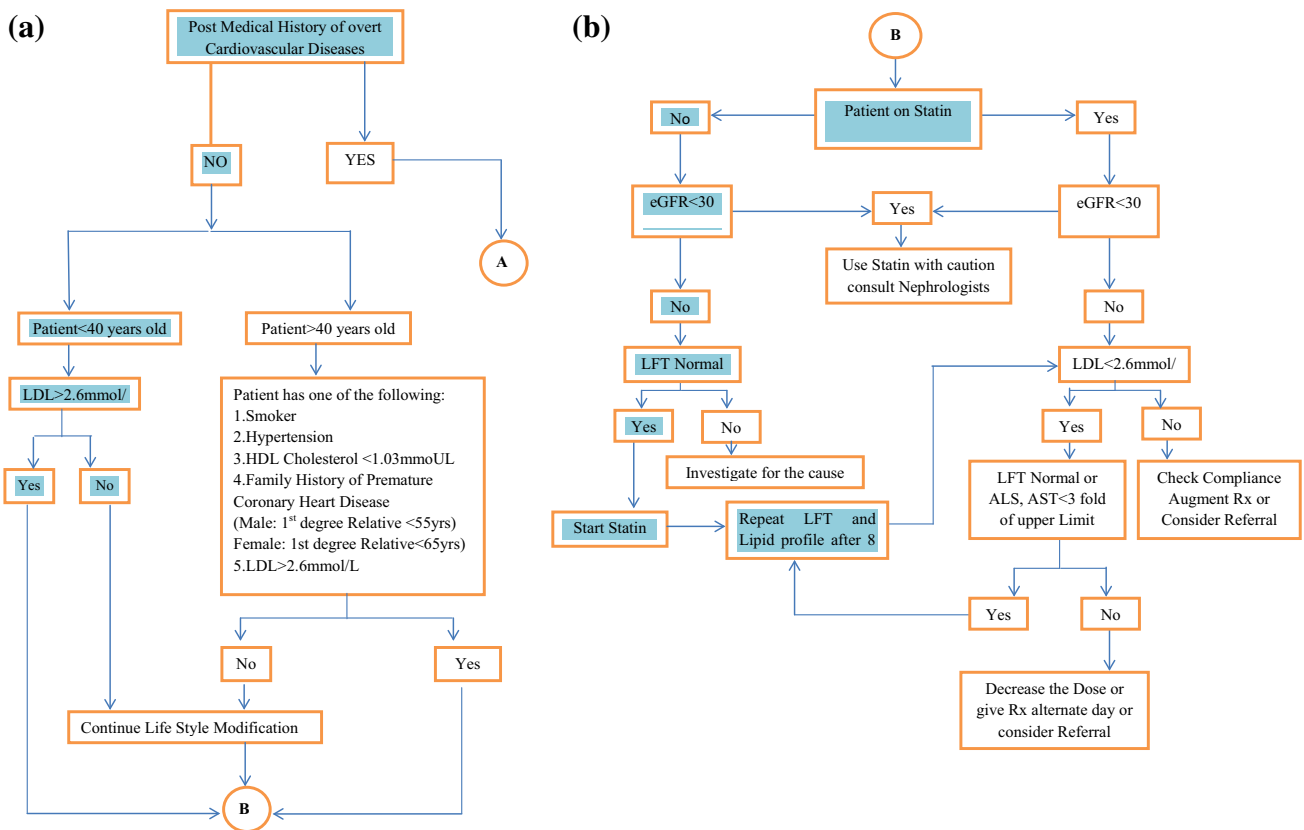 (a)
Post Medical History of overt
Cardiovascular Diseases
NO
YES
A
Patient<40 years old
Patient>40 years old
LDL>2.6mmol/
Yes
No
Patient has one of the following:
1.Smoker
2.Hypertension
3.HDL Cholesterol <1.03mmoUL
4.Family History of Premature
Coronary Heart Disease
(Male: 1st degree Relative <55yrs)
Female: 1st degree Relative<65yrs)
5.LDL>2.6mmol/L
No
Yes
Continue Life Style Modification
B
(b)
B
Patient on Statin
No
Yes
eGFR<30
Yes
eGFR<30
Use Statin with caution
consult Nephrologists
No
No
LFT Normal
LDL<2.6mmol/
Yes
No
Yes
No
Investigate for the cause
LFT Normal or
ALS, AST<3 fold
of upper Limit
Check Compliance
Augment Rx or
Consider Referral
Start Statin
Repeat LFT and
Lipid profile after 8
Yes
No
Decrease the Dose or
give Rx alternate day or
consider Referral